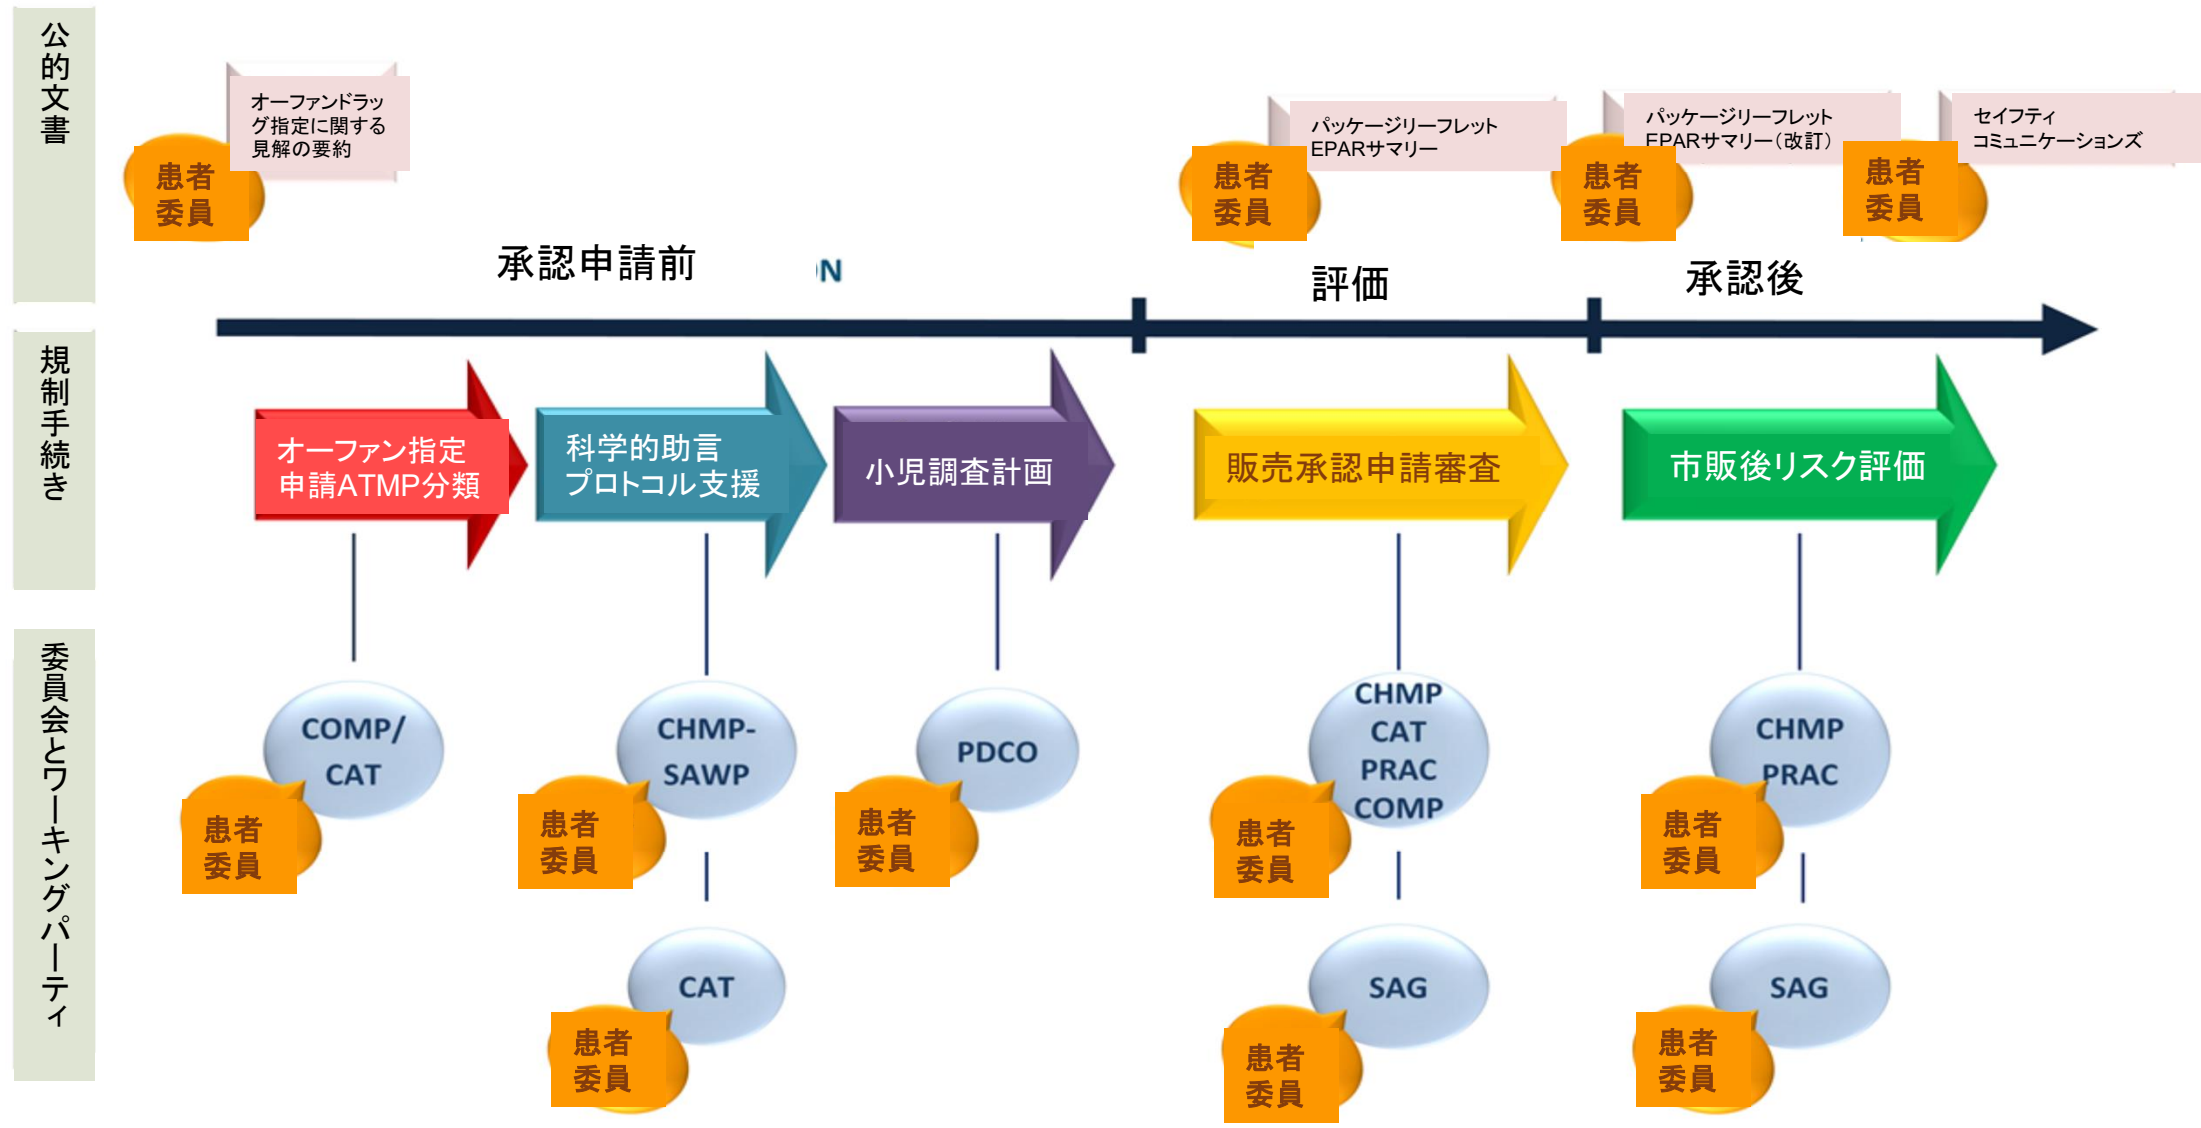 公的文書
オーファンドラッ
グ指定に関する
見解の要約
患者
委員
パッケージリーフレット
EPARサマリー
患者
委員
パッケージリーフレット
EPARサマリー（改訂）
患者
委員
セイフティ
コミュニケーションズ
患者
委員
承認申請前
N
評価
承認後
規制手続き
オーファン指定
申請ATMP分類
科学的助言
プロトコル支援
小児調査計画
販売承認申請審査
市販後リスク評価
委員会とワーキングパーティ
COMP/
CAT
患者
委員
CHMP-
SAWP
患者
委員
PDCO
患者
委員
CHMP
CAT
PRAC
COMP
患者
委員
CHMP
PRAC
患者
委員
CAT
患者
委員
SAG
患者
委員
SAG
患者
委員